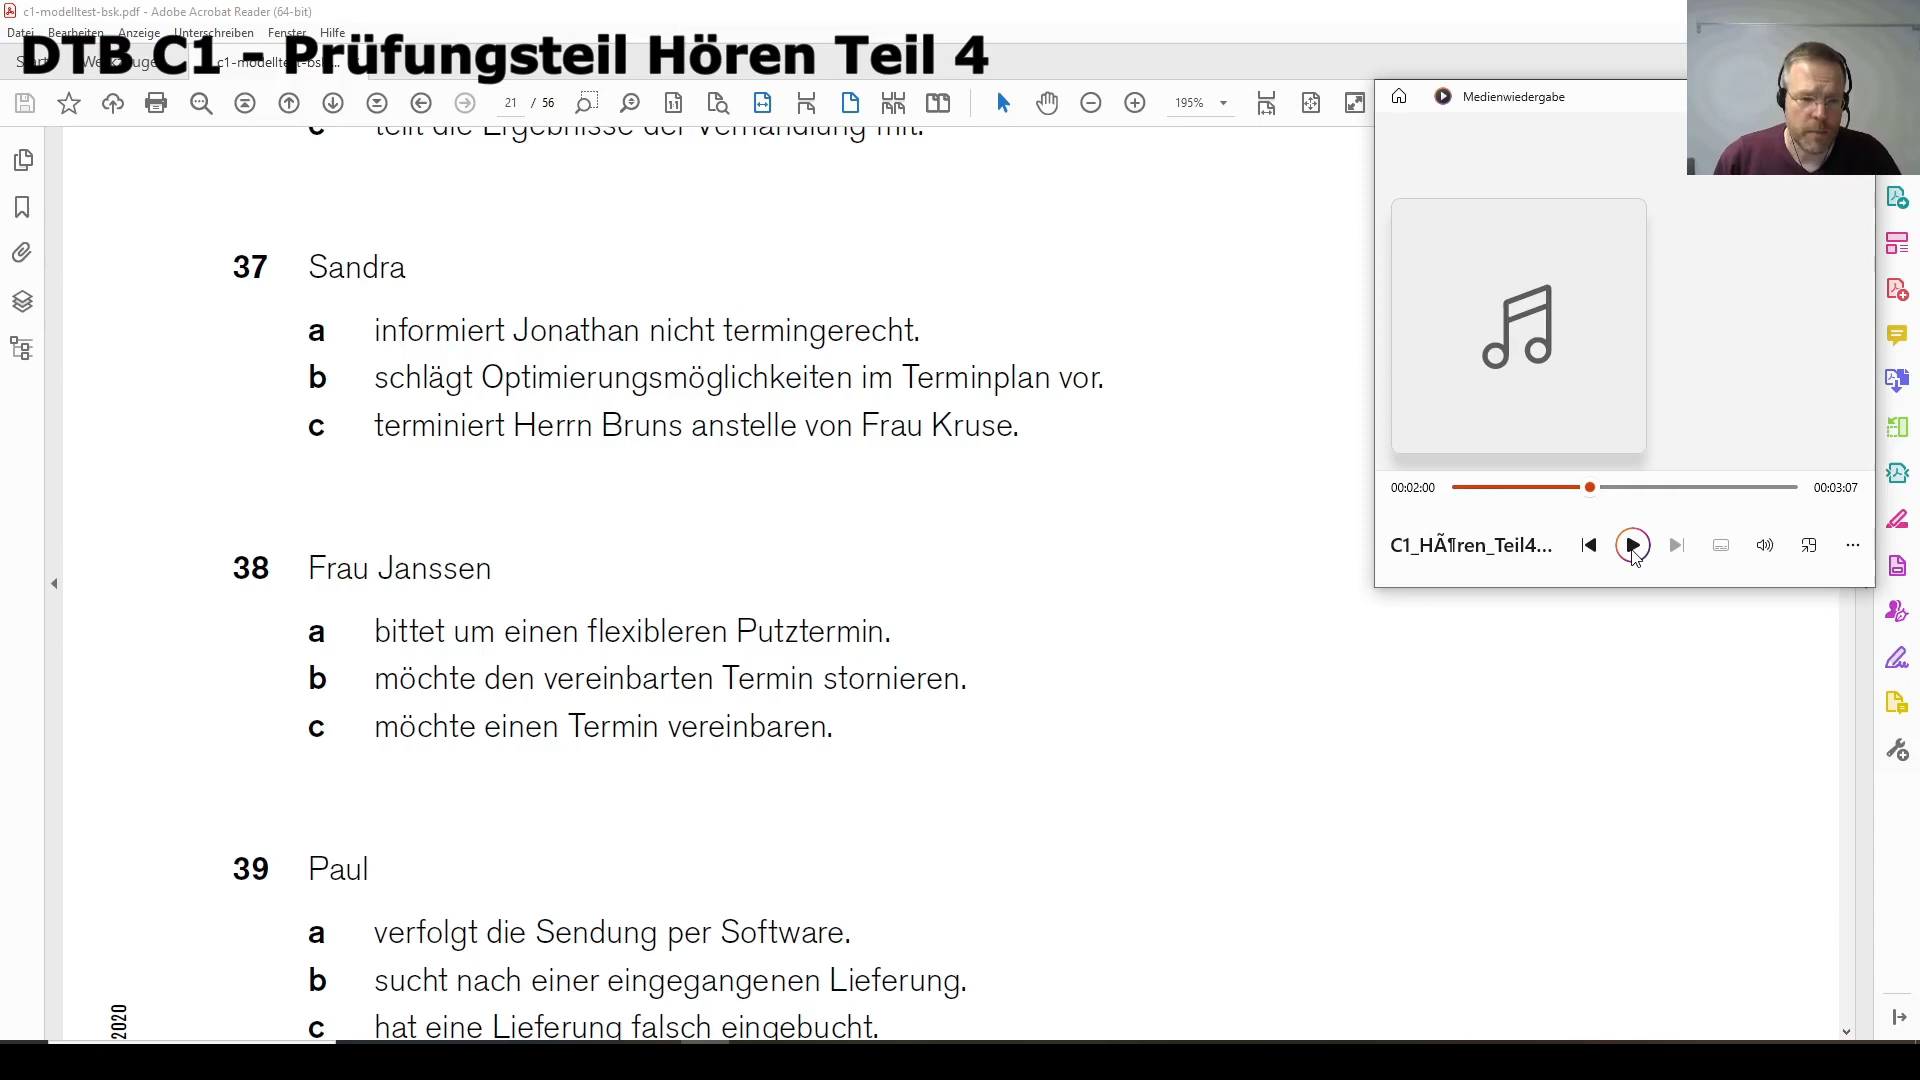 c1-modelltest-bsk.pdf - Adobe Acrobat Reader (64-bit)
Datei Bearbeiten Anzeige Unterschreiben Fenster Hilfe
DTB C1 - Prüfungsteil Hören Teil 4
21 / 56
195%
Medienwiedergabe
c teilt die Ergebnisse der Verhandlung mit.
37 Sandra
a informiert Jonathan nicht termingerecht.
b schlägt Optimierungsmöglichkeiten im Terminplan vor.
c terminiert Herrn Bruns anstelle von Frau Kruse.
00:02:00 00:03:07
C1_HÃ¶ren_Teil4...
38 Frau Janssen
a bittet um einen flexibleren Putztermin.
b möchte den vereinbarten Termin stornieren.
c möchte einen Termin vereinbaren.
39 Paul
a verfolgt die Sendung per Software.
b sucht nach einer eingegangenen Lieferung.
c hat eine Lieferung falsch eingebucht.
2020